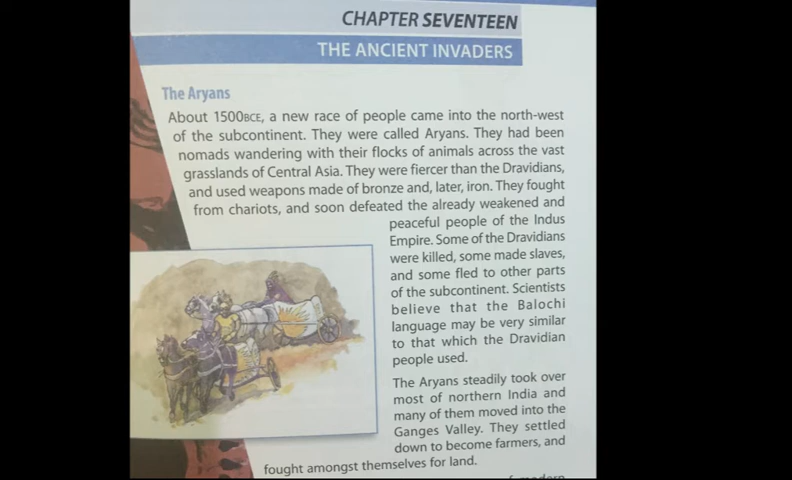 CHAPTER SEVENTEEN
THE ANCIENT INVADERS
The Aryans
About 1500BCE, a new race of people came into the north-west
of the subcontinent. They were called Aryans. They had been
nomads wandering with their flocks of animals across the vast
grasslands of Central Asia. They were fiercer than the Dravidians,
and used weapons made of bronze and, later, iron. They fought
from chariots, and soon defeated the already weakened and
peaceful people of the Indus
Empire. Some of the Dravidians
were killed, some made slaves,
and some fled to other parts
of the subcontinent. Scientists
believe that the Balochi
language may be very similar
to that which the Dravidian
people used.
The Aryans steadily took over
most of northern India and
many of them moved into the
Ganges Valley. They settled
down to become farmers, and
fought amongst themselves for land.